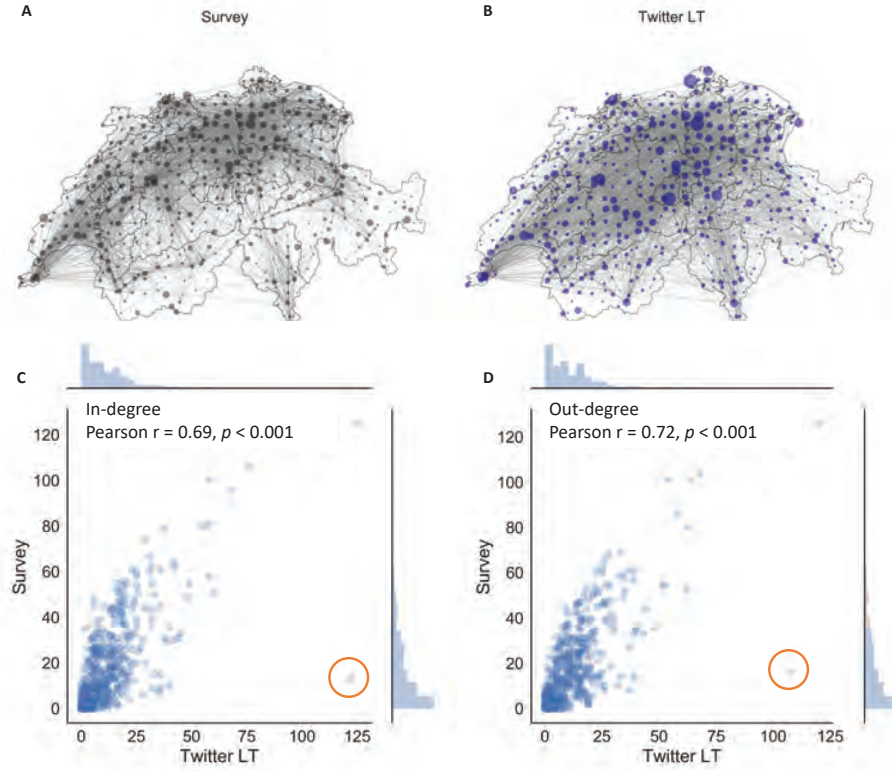 A
Survey
B
Twitter LT
C
In-degree
Pearson r = 0.69, p < 0.001
120
100
80
60
40
20
0
Survey
0
25
50
75
100
125
Twitter LT
D
Out-degree
Pearson r = 0.72, p < 0.001
120
100
80
60
40
20
0
Survey
0
25
50
75
100
125
Twitter LT